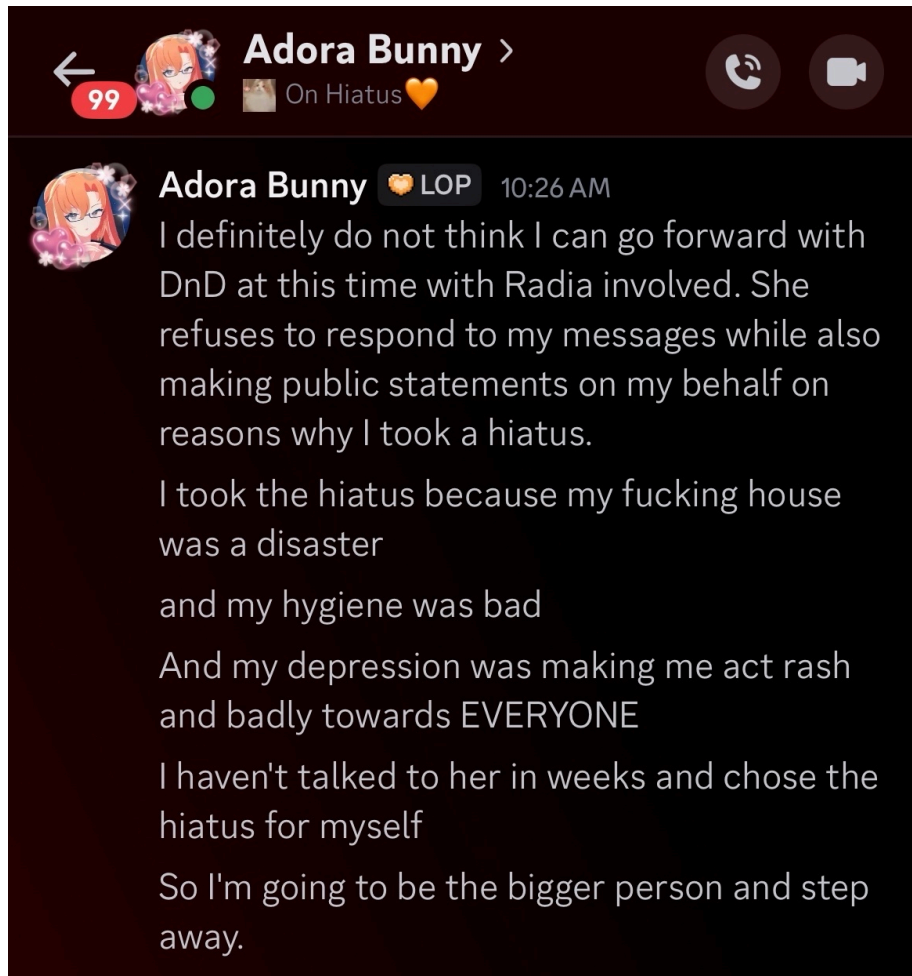 Adora Bunny
99
On Hiatus🧡
Adora Bunny LOP 10:26 AM
I definitely do not think I can go forward with
DnD at this time with Radia involved. She
refuses to respond to my messages while also
making public statements on my behalf on
reasons why I took a hiatus.
I took the hiatus because my fucking house
was a disaster
and my hygiene was bad
And my depression was making me act rash
and badly towards EVERYONE
I haven't talked to her in weeks and chose the
hiatus for myself
So I'm going to be the bigger person and step
away.